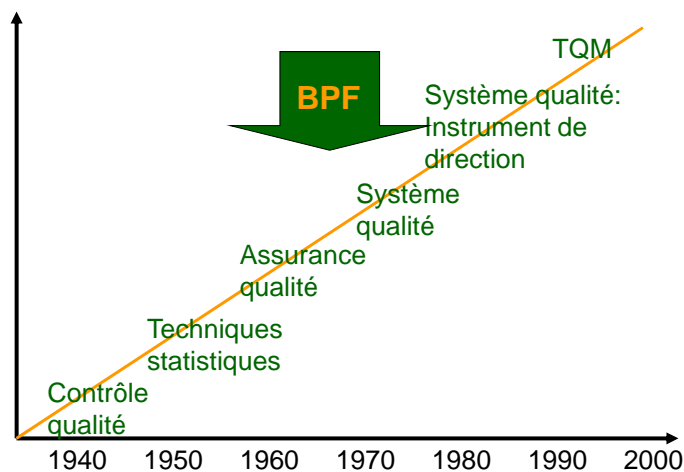 TQM
BPF
Système qualité:
Instrument de
direction
Système
qualité
Assurance
qualité
Techniques
statistiques
Contrôle
qualité
1940 1950 1960 1970 1980 1990 2000